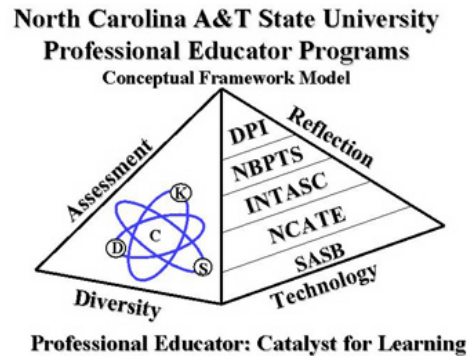 North Carolina A&T State University
Professional Educator Programs
Conceptual Framework Model
Assessment
Reflection
DPI
NBPTS
INTASC
NCATE
SASB
K
C
D
S
Diversity
Technology
Professional Educator: Catalyst for Learning